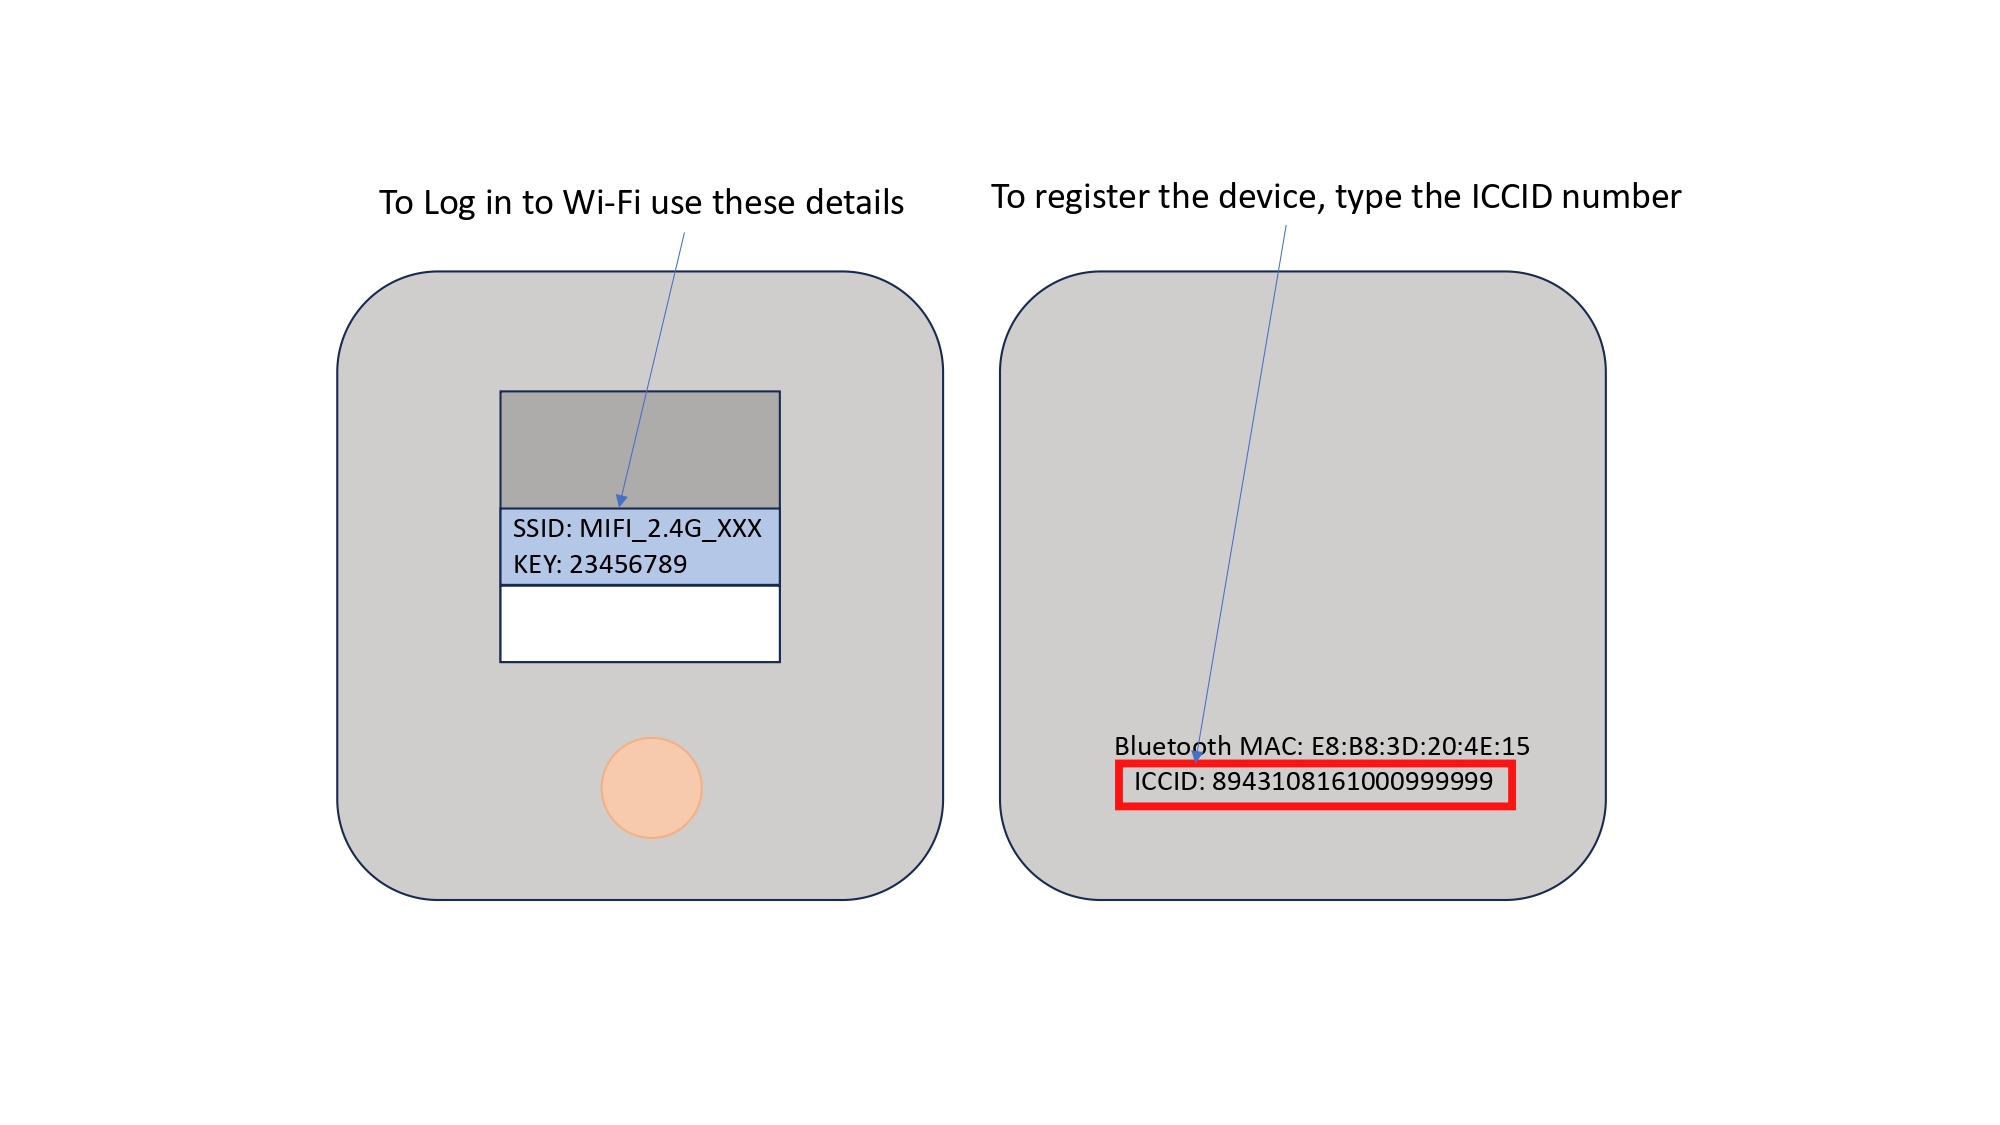 To Log in to Wi-Fi use these details
To register the device, type the ICCID number
SSID: MIFI_2.4G_XXX
KEY: 23456789
Bluetooth MAC: E8:B8:3D:20:4E:15
ICCID: 8943108161000999999